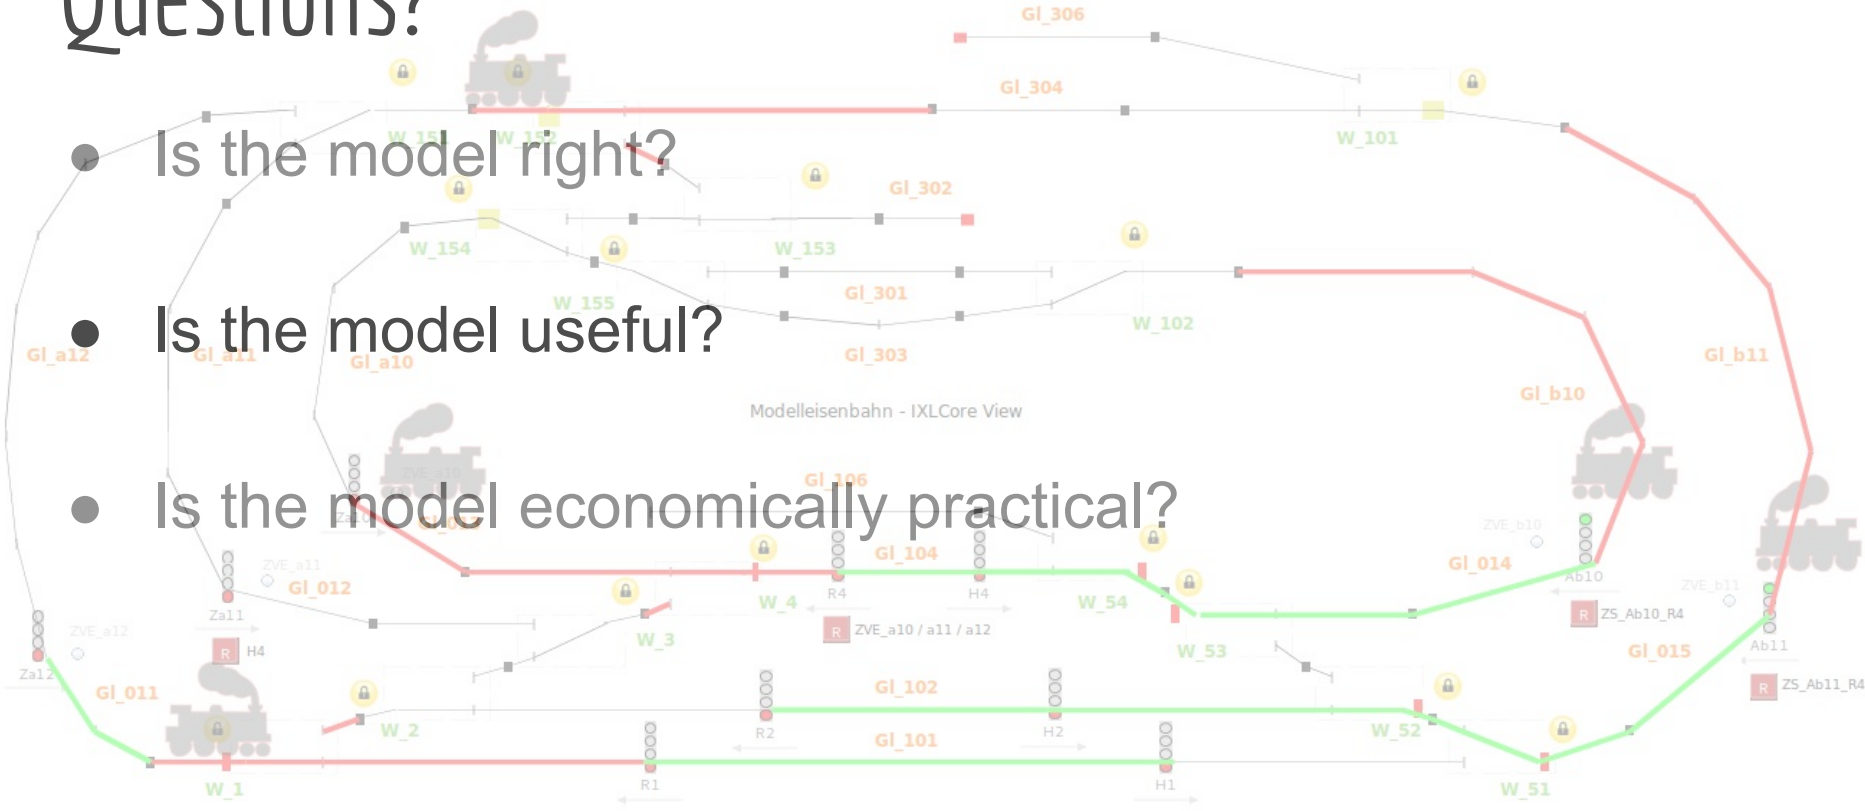 Questions?
Gl_306
Gl_304
W_151
W_152
W_101
Is the model right?
Gl_302
W_154
W_153
Gl_301
W_155
W_102
Is the model useful?
Gl_a12
Gl_a11
Gl_a10
Gl_303
Gl_b11
Gl_b10
Modelleisenbahn - IXLCore View
ZVE_a10
Gl_106
Is the model economically practical?
Za10
ZVE_b10
Gl_104
Gl_014
ZVE_a11
Gl_012
Ab10
ZVE_b11
Za11
R4
H4
W_4
W_54
R ZS_Ab10_R4
ZVE_a12
R ZVE_a10 / a11 / a12
W_3
R H4
W_53
Gl_015
Ab11
Za12
Gl_011
Gl_102
R ZS_Ab11_R4
W_2
R2
H2
W_52
Gl_101
W_1
R1
H1
W_51